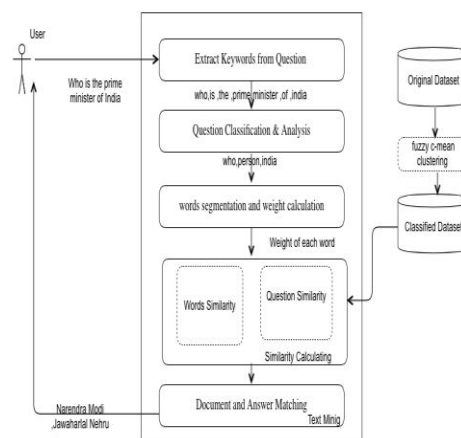 User
Extract Keywords from Question
Who is the prime
minister of India
who,is ,the ,prime,minister ,of ,india
Original Dataset
Question Classification & Analysis
who,person,india
fuzzy c-mean
clustering
words segmentation and weight calculation
Classified Dataset
Weight of each word
Words Similarity
Question Similarity
Similarity Calculating
Document and Answer Matching
Text Minig
Narendra Modi
,Jawaharlal Nehru